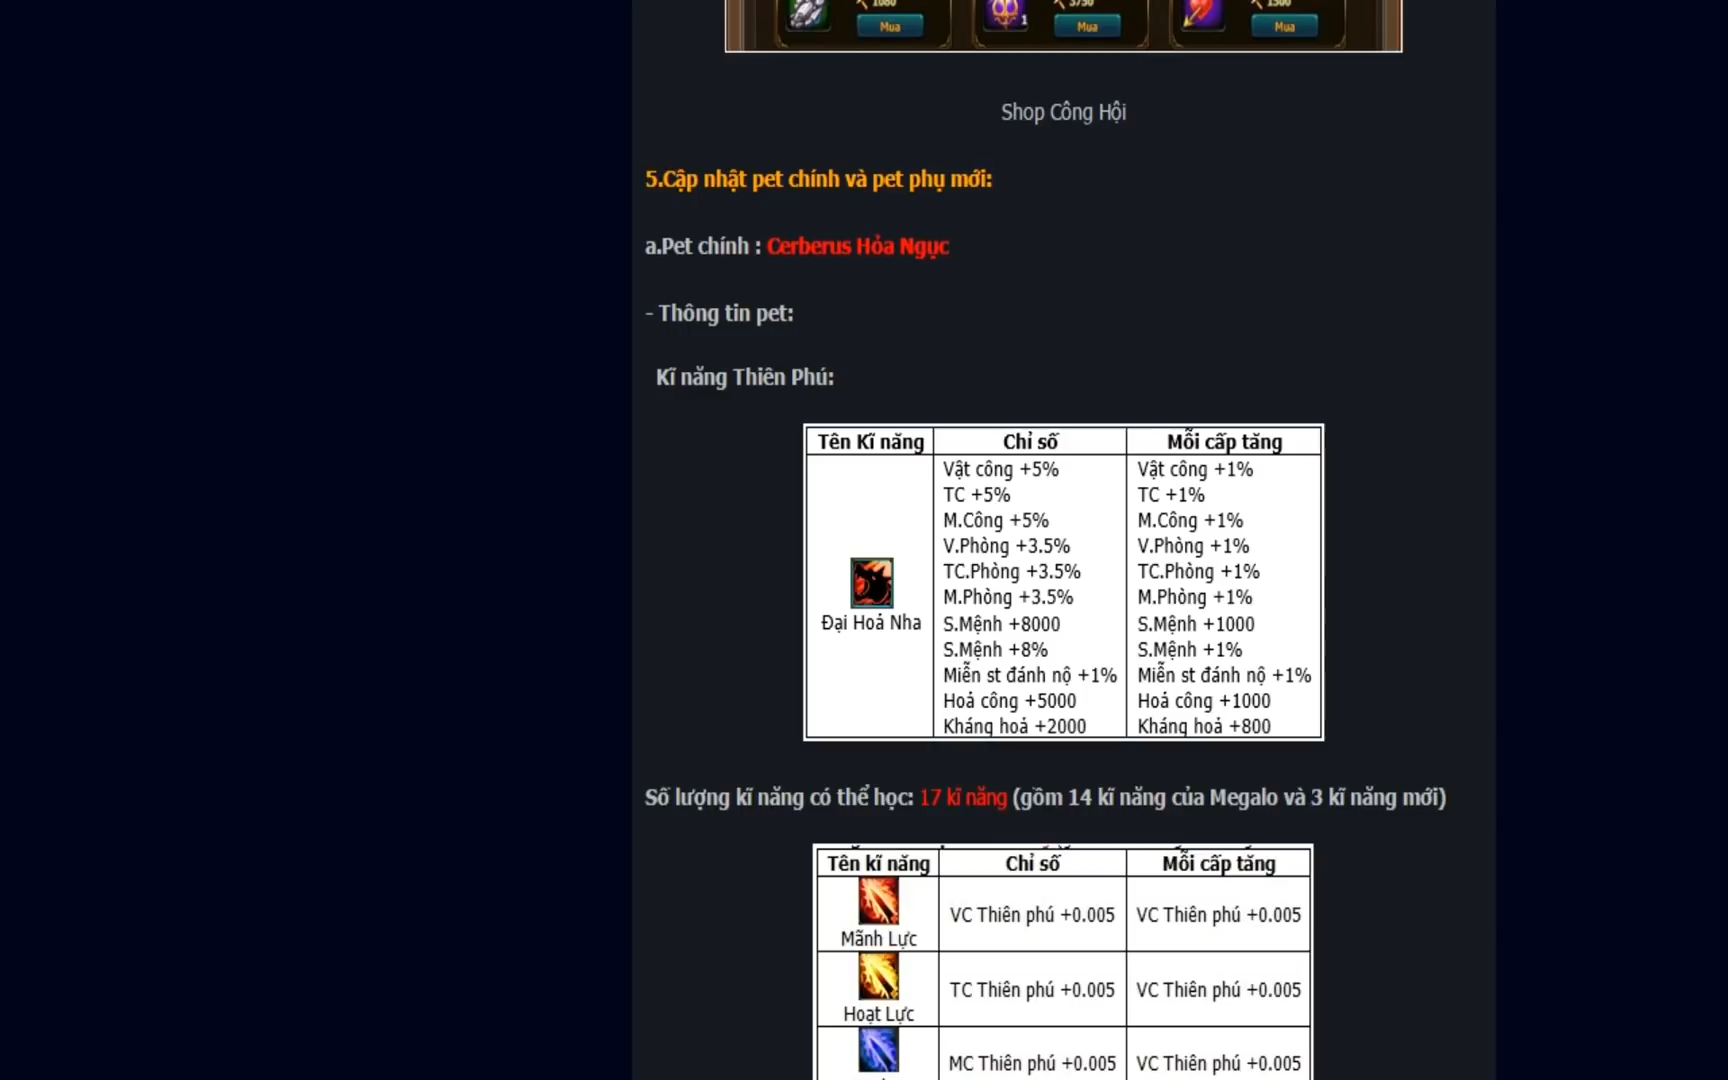 1080 3750 1500
1
Mua Mua Mua
Shop Công Hội
5.Cập nhật pet chính và pet phụ mới:
a.Pet chính : Cerberus Hỏa Ngục
- Thông tin pet:
Kĩ năng Thiên Phú:
Tên Kĩ năng Chỉ số Mỗi cấp tăng
Vật công +5% Vật công +1%
TC +5% TC +1%
M.Công +5% M.Công +1%
V.Phòng +3.5% V.Phòng +1%
TC.Phòng +3.5% TC.Phòng +1%
M.Phòng +3.5% M.Phòng +1%
Đại Hoả Nha S.Mệnh +8000 S.Mệnh +1000
S.Mệnh +8% S.Mệnh +1%
Miễn st đánh nộ +1% Miễn st đánh nộ +1%
Hoả công +5000 Hoả công +1000
Kháng hoả +2000 Kháng hoả +800
Số lượng kĩ năng có thể học: 17 kĩ năng (gồm 14 kĩ năng của Megalo và 3 kĩ năng mới)
Tên kĩ năng Chỉ số Mỗi cấp tăng
Mãnh Lực VC Thiên phú +0.005 VC Thiên phú +0.005
Hoạt Lực TC Thiên phú +0.005 VC Thiên phú +0.005
MC Thiên phú +0.005 VC Thiên phú +0.005